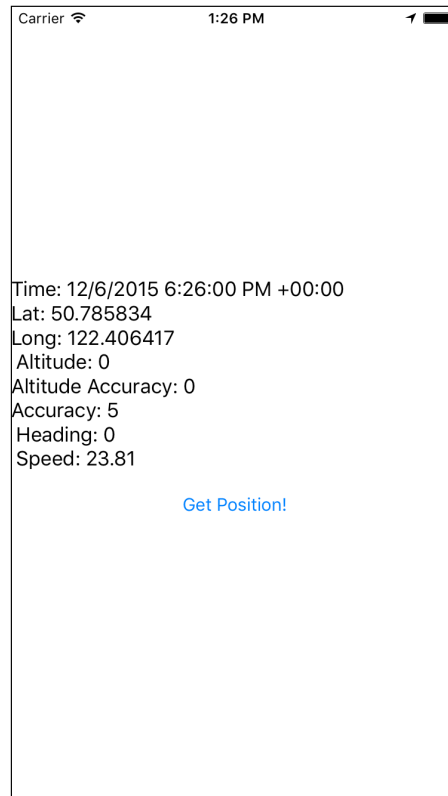 Carrier 1:26 PM
Time: 12/6/2015 6:26:00 PM +00:00
Lat: 50.785834
Long: 122.406417
Altitude: 0
Altitude Accuracy: 0
Accuracy: 5
Heading: 0
Speed: 23.81
Get Position!